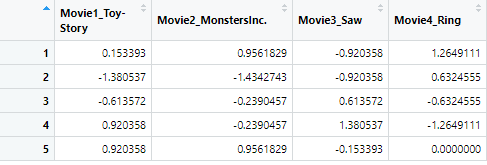 Movie1_Toy-Story Movie2_MonstersInc. Movie3_Saw Movie4_Ring
1 0.153393 0.9561829 -0.920358 1.2649111
2 -1.380537 -1.4342743 -0.920358 0.6324555
3 -0.613572 -0.2390457 0.613572 -0.6324555
4 0.920358 -0.2390457 1.380537 -1.2649111
5 0.920358 0.9561829 -0.153393 0.0000000